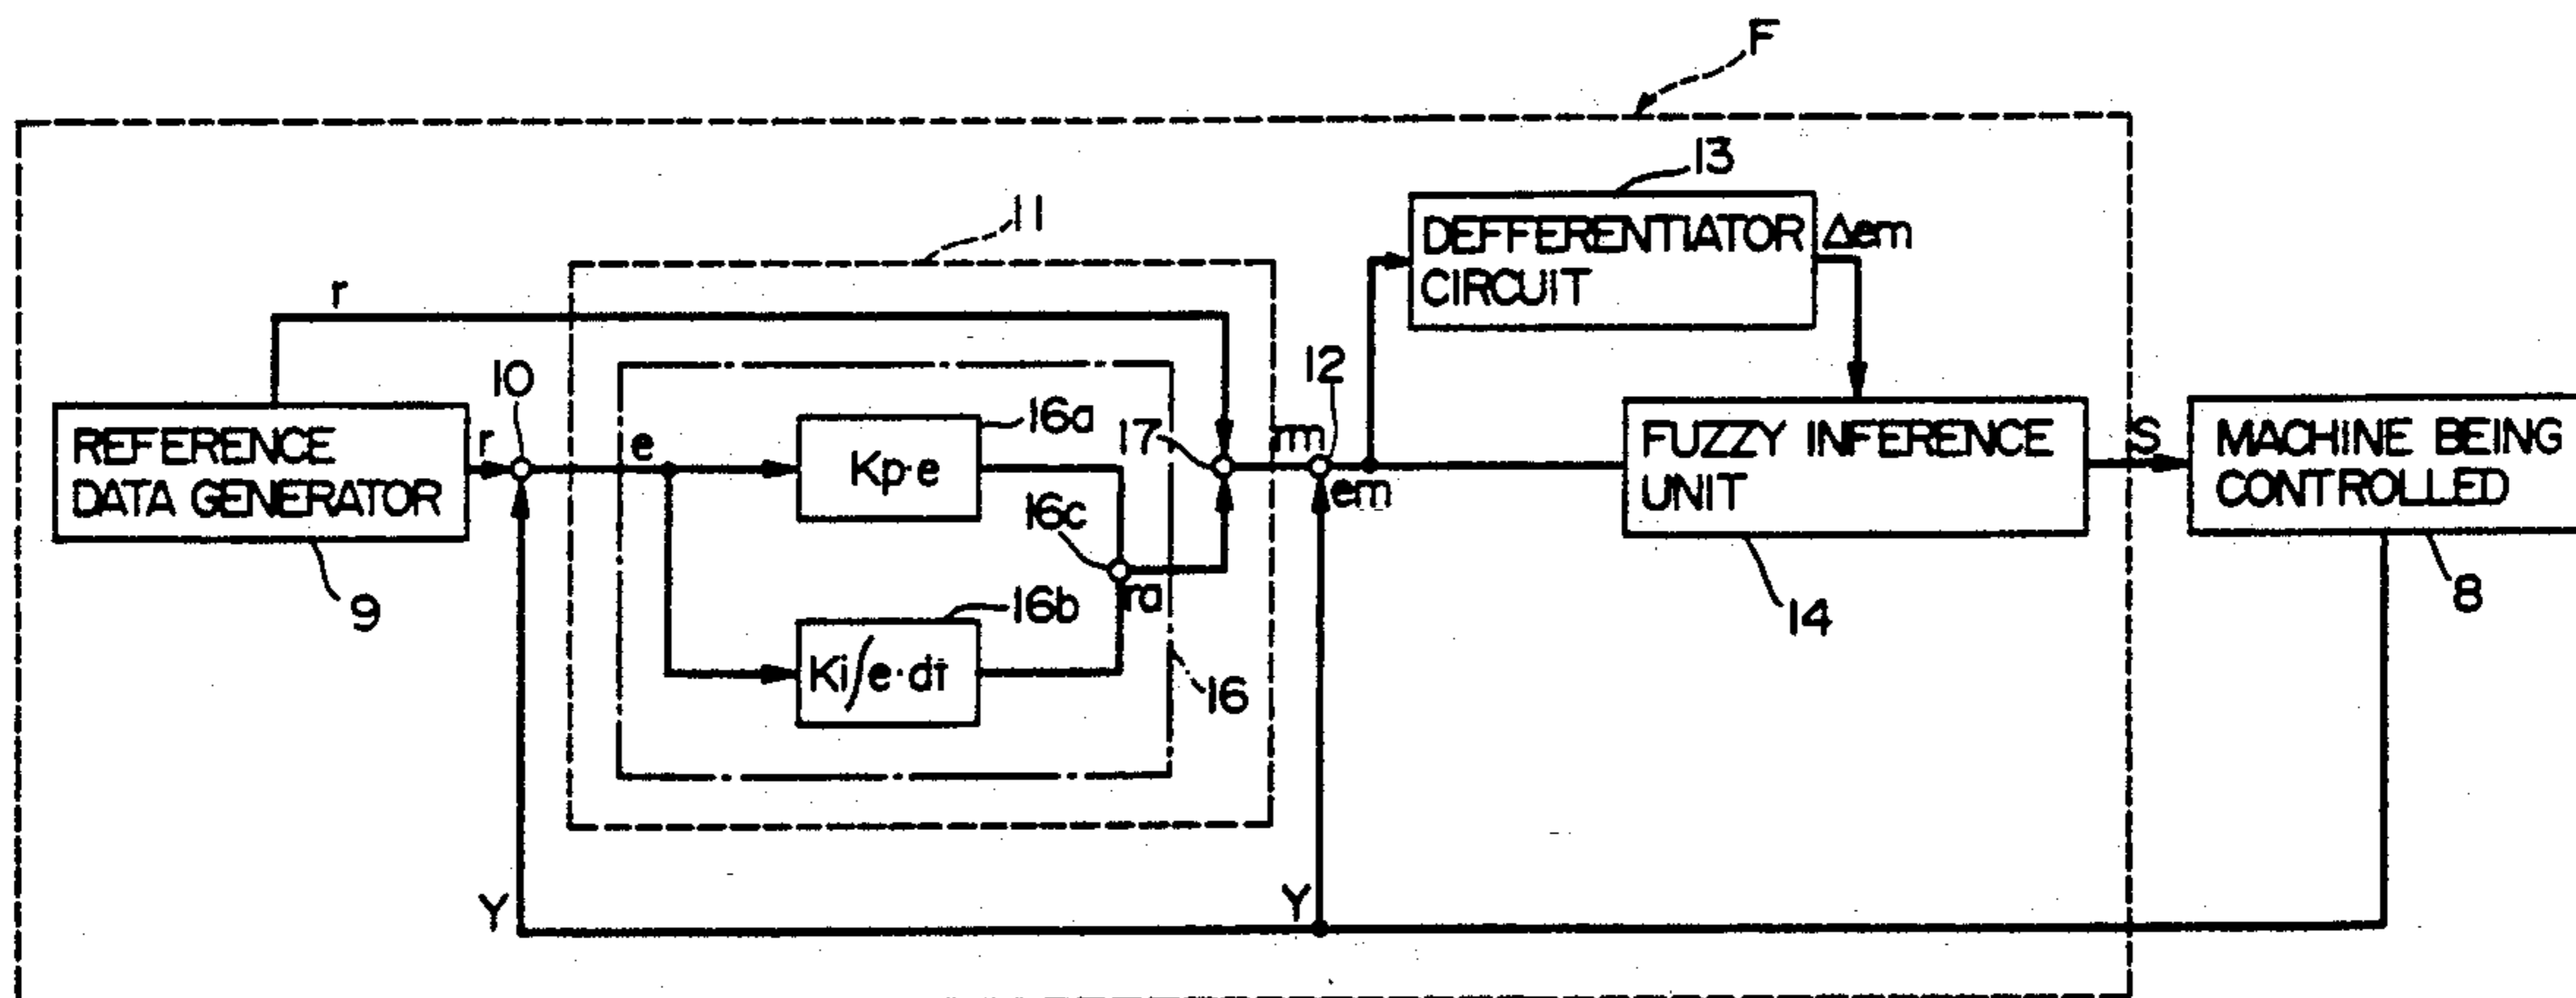 F
13
11
DEFFERENTIATOR
CIRCUIT
Δem
r
10
12
REFERENCE
DATA GENERATOR
r
e
16a
Kp·e
17
rm
em
FUZZY INFERENCE
UNIT
S
MACHINE BEING
CONTROLLED
16c
ra
9
16b
Ki∫e·dt
16
14
8
Y
Y